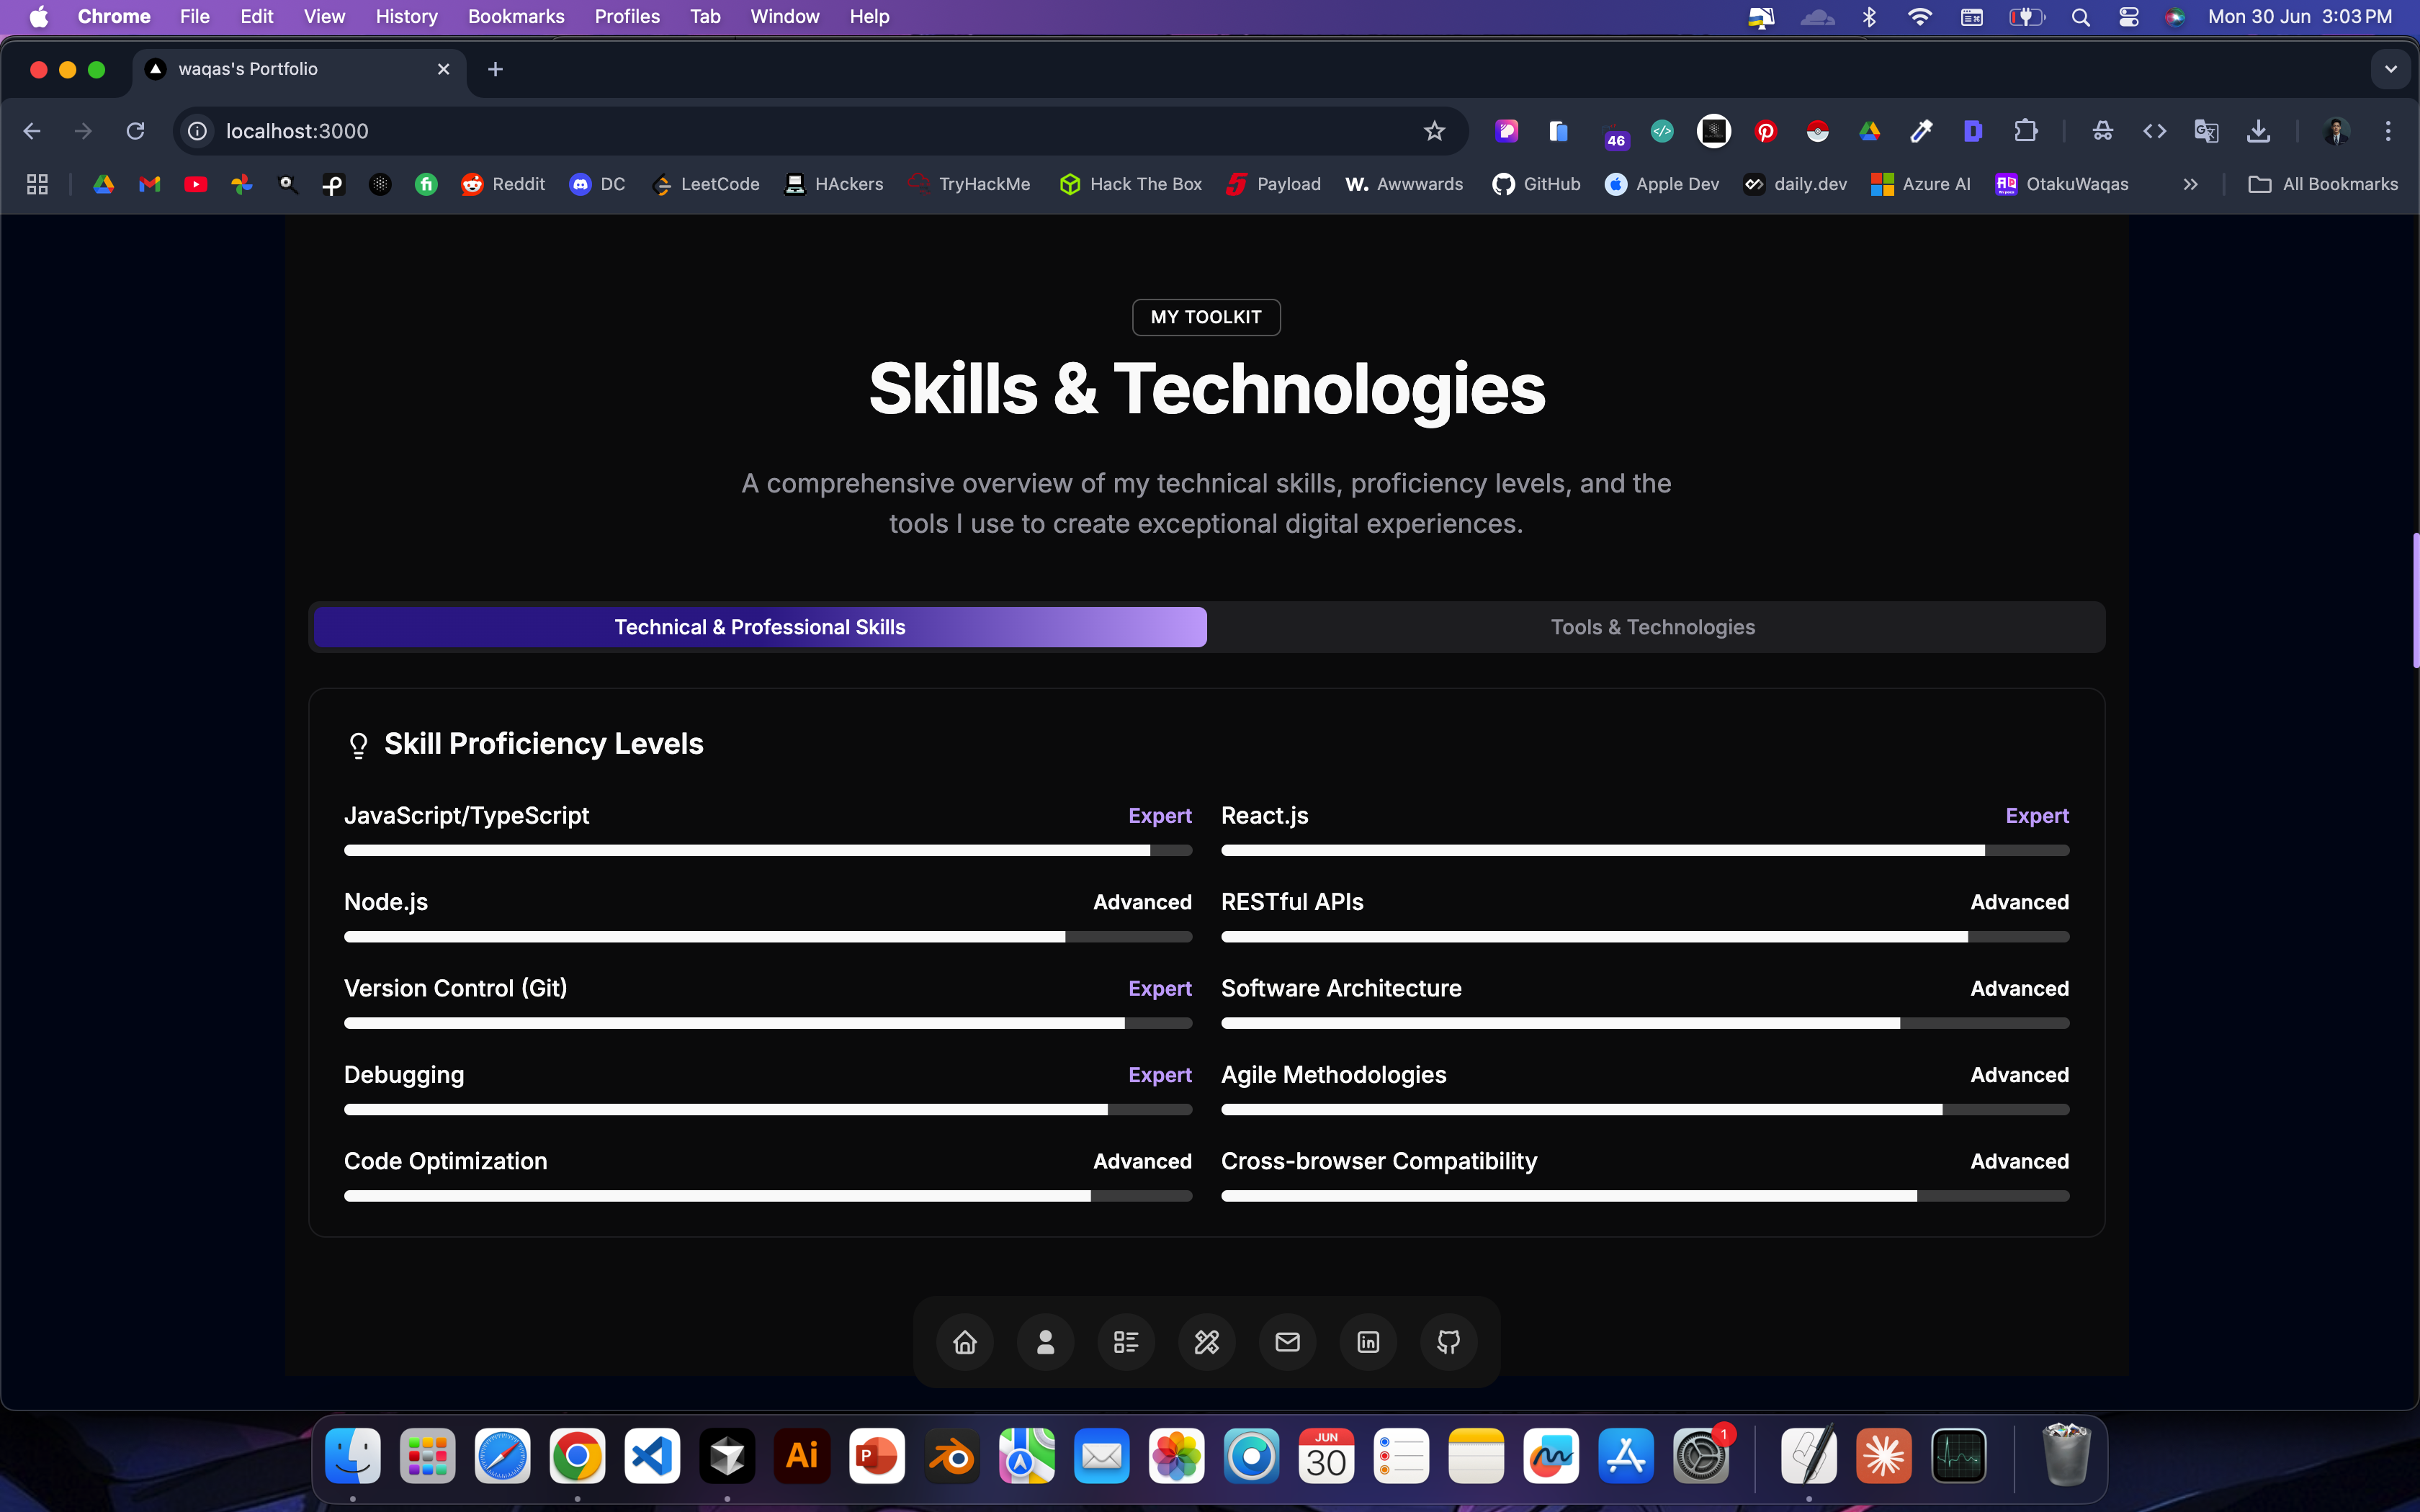 Chrome File Edit View History Bookmarks Profiles Tab Window Help
Mon 30 Jun 3:03 PM
waqas's Portfolio
localhost:3000
46
Reddit DC LeetCode HAckers TryHackMe Hack The Box Payload W. Awwwards GitHub Apple Dev daily.dev Azure AI OtakuWaqas All Bookmarks
MY TOOLKIT
Skills & Technologies
A comprehensive overview of my technical skills, proficiency levels, and the
tools I use to create exceptional digital experiences.
Technical & Professional Skills
Tools & Technologies
Skill Proficiency Levels
JavaScript/TypeScript Expert
React.js Expert
Node.js Advanced
RESTful APIs Advanced
Version Control (Git) Expert
Software Architecture Advanced
Debugging Expert
Agile Methodologies Advanced
Code Optimization Advanced
Cross-browser Compatibility Advanced
in
Ai
P
JUN
30
1